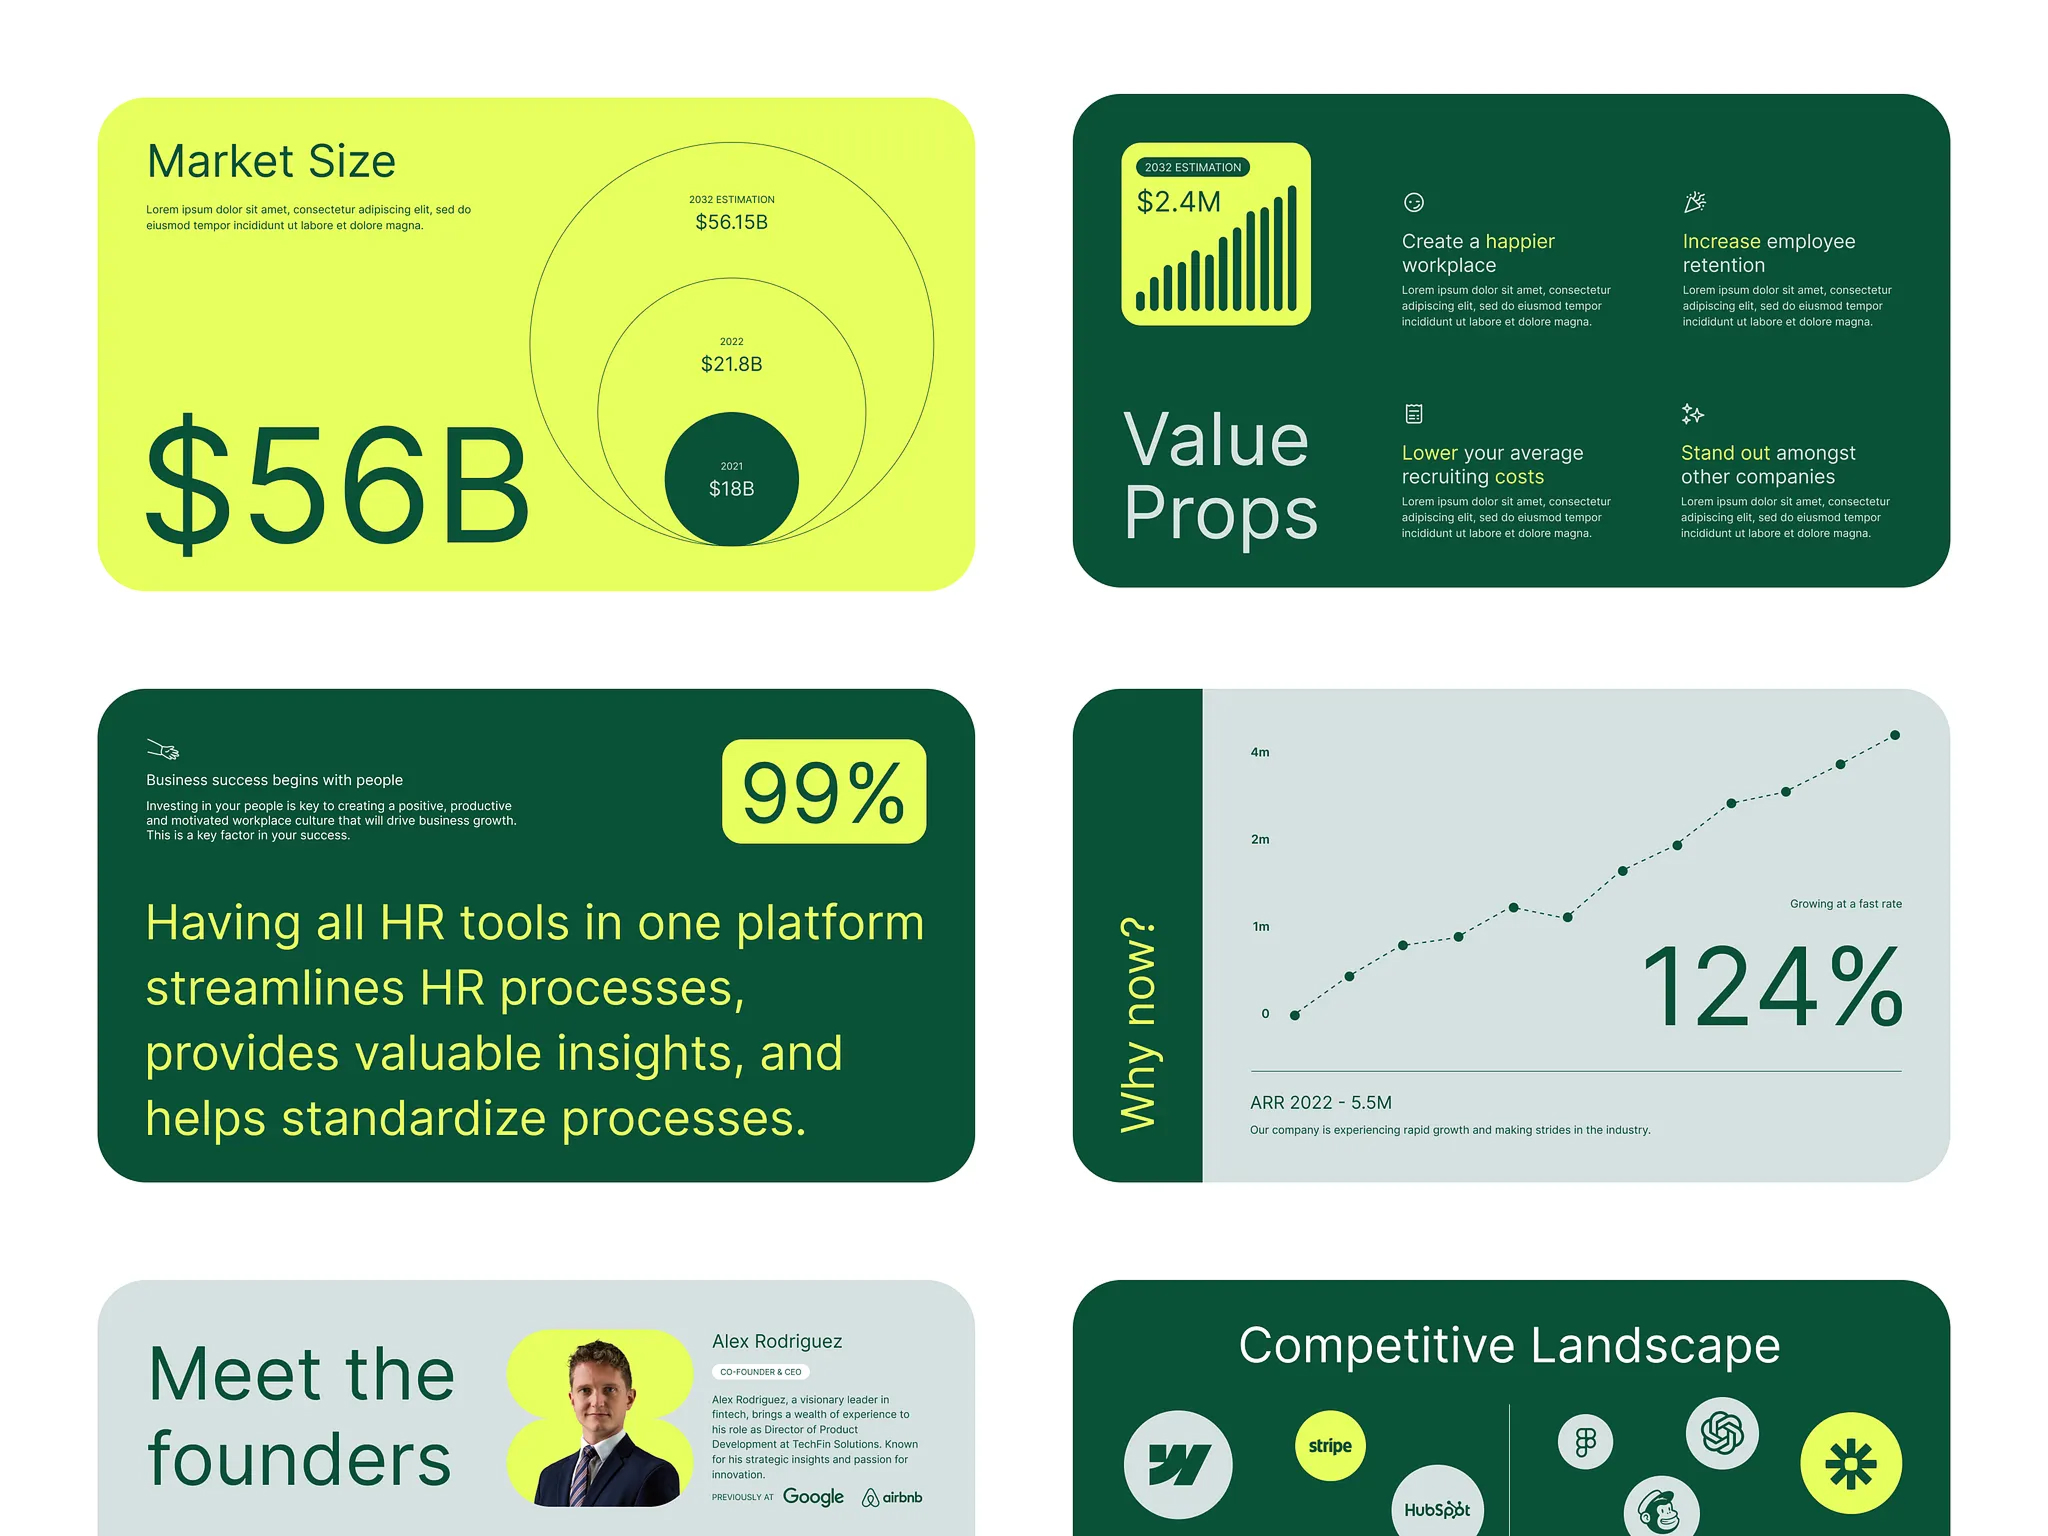 Market Size
Lorem ipsum dolor sit amet, consectetur adipiscing elit, sed do
eiusmod tempor incididunt ut labore et dolore magna.
$56B
2032 ESTIMATION
$56.15B
2022
$21.8B
2021
$18B
2032 ESTIMATION
$2.4M
Value
Props
Create a happier
workplace
Lorem ipsum dolor sit amet, consectetur
adipiscing elit, sed do eiusmod tempor
incididunt ut labore et dolore magna.
Increase employee
retention
Lorem ipsum dolor sit amet, consectetur
adipiscing elit, sed do eiusmod tempor
incididunt ut labore et dolore magna.
Lower your average
recruiting costs
Lorem ipsum dolor sit amet, consectetur
adipiscing elit, sed do eiusmod tempor
incididunt ut labore et dolore magna.
Stand out amongst
other companies
Lorem ipsum dolor sit amet, consectetur
adipiscing elit, sed do eiusmod tempor
incididunt ut labore et dolore magna.
Business success begins with people
Investing in your people is key to creating a positive, productive
and motivated workplace culture that will drive business growth.
This is a key factor in your success.
99%
Having all HR tools in one platform
streamlines HR processes,
provides valuable insights, and
helps standardize processes.
Why now?
4m
2m
1m
0
Growing at a fast rate
124%
ARR 2022 - 5.5M
Our company is experiencing rapid growth and making strides in the industry.
Meet the
founders
Alex Rodriguez
CO-FOUNDER & CEO
Alex Rodriguez, a visionary leader in
fintech, brings a wealth of experience to
his role as Director of Product
Development at TechFin Solutions. Known
for his strategic insights and passion for
innovation.
PREVIOUSLY AT Google airbnb
Competitive Landscape
stripe
HubSpot